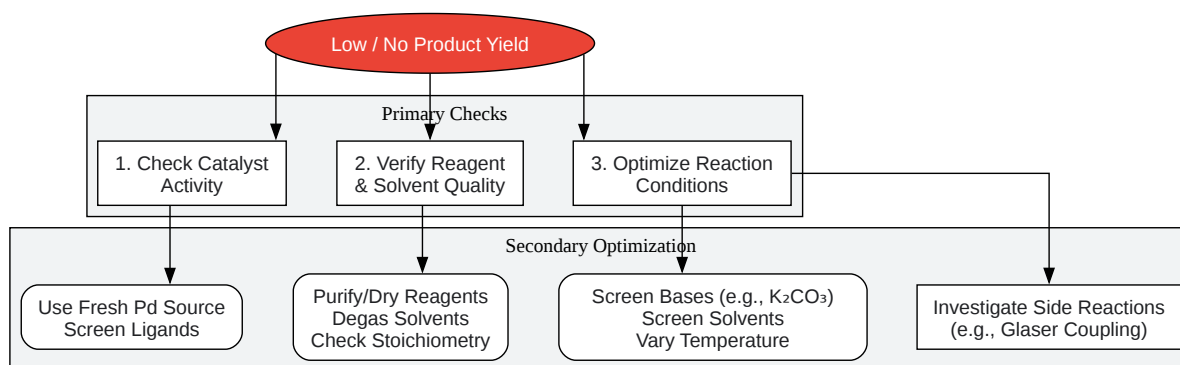 Low / No Product Yield
Primary Checks
1. Check Catalyst
Activity
2. Verify Reagent
& Solvent Quality
3. Optimize Reaction
Conditions
Secondary Optimization
Use Fresh Pd Source
Screen Ligands
Purify/Dry Reagents
Degas Solvents
Check Stoichiometry
Screen Bases (e.g., K₂CO₃)
Screen Solvents
Vary Temperature
Investigate Side Reactions
(e.g., Glaser Coupling)